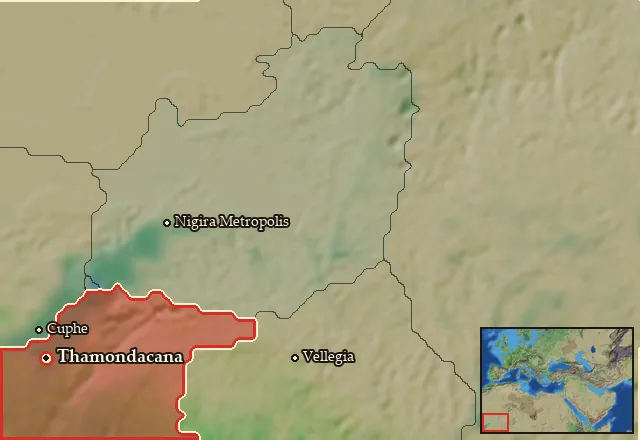 Nigira Metropolis
Cuphe
Thamondacana
Vellegia